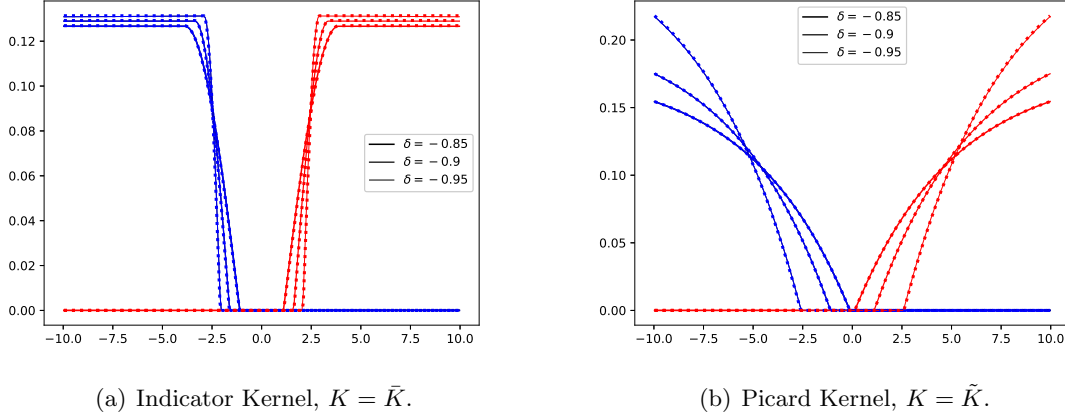 0.12
0.10
0.08
0.06
0.04
0.02
0.00
δ = −0.85
δ = −0.9
δ = −0.95
−10.0 −7.5 −5.0 −2.5 0.0 2.5 5.0 7.5 10.0
(a) Indicator Kernel, K = K̄.
0.20
0.15
0.10
0.05
0.00
δ = −0.85
δ = −0.9
δ = −0.95
−10.0 −7.5 −5.0 −2.5 0.0 2.5 5.0 7.5 10.0
(b) Picard Kernel, K = K̃.